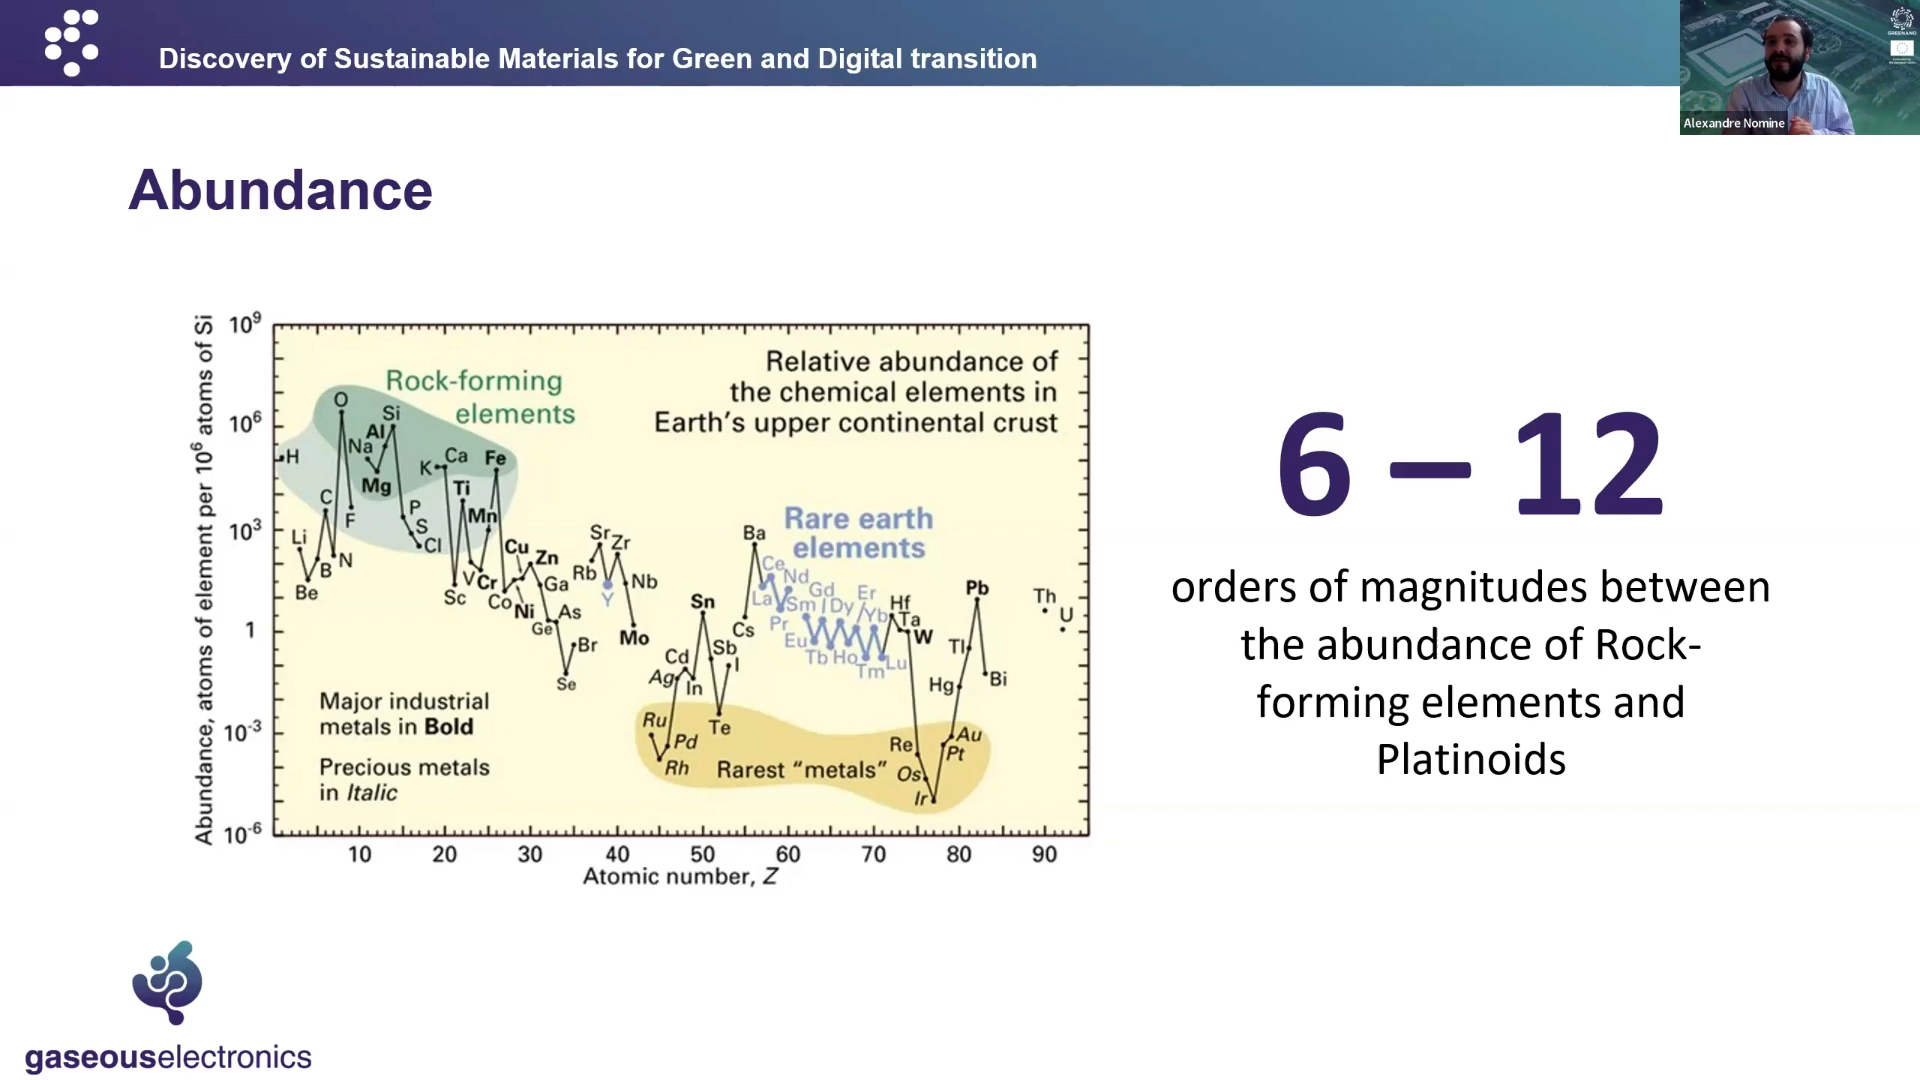 Discovery of Sustainable Materials for Green and Digital transition
Alexandre Nomine
GREENANO
Abundance
Abundance, atoms of element per 10⁶ atoms of Si
10⁹
10⁶
10³
1
10⁻³
10⁻⁶
Relative abundance of
the chemical elements in
Earth's upper continental crust
Rock-forming
elements
Rare earth
elements
Rarest "metals"
Major industrial
metals in Bold
Precious metals
in Italic
H
Li
Be
B
C
N
O
F
Na
Mg
Al
Si
P
S
Cl
K
Ca
Sc
Ti
V
Cr
Mn
Fe
Co
Ni
Cu
Zn
Ga
Ge
As
Se
Br
Rb
Sr
Y
Zr
Nb
Mo
Ru
Rh
Pd
Ag
Cd
In
Sn
Sb
Te
I
Cs
Ba
La
Ce
Pr
Nd
Sm
Eu
Gd
Tb
Dy
Ho
Er
Tm
Yb
Lu
Hf
Ta
W
Re
Os
Ir
Pt
Au
Hg
Tl
Pb
Bi
Th
U
10 20 30 40 50 60 70 80 90
Atomic number, Z
6 – 12
orders of magnitudes between
the abundance of Rock-
forming elements and
Platinoids
gaseouselectronics